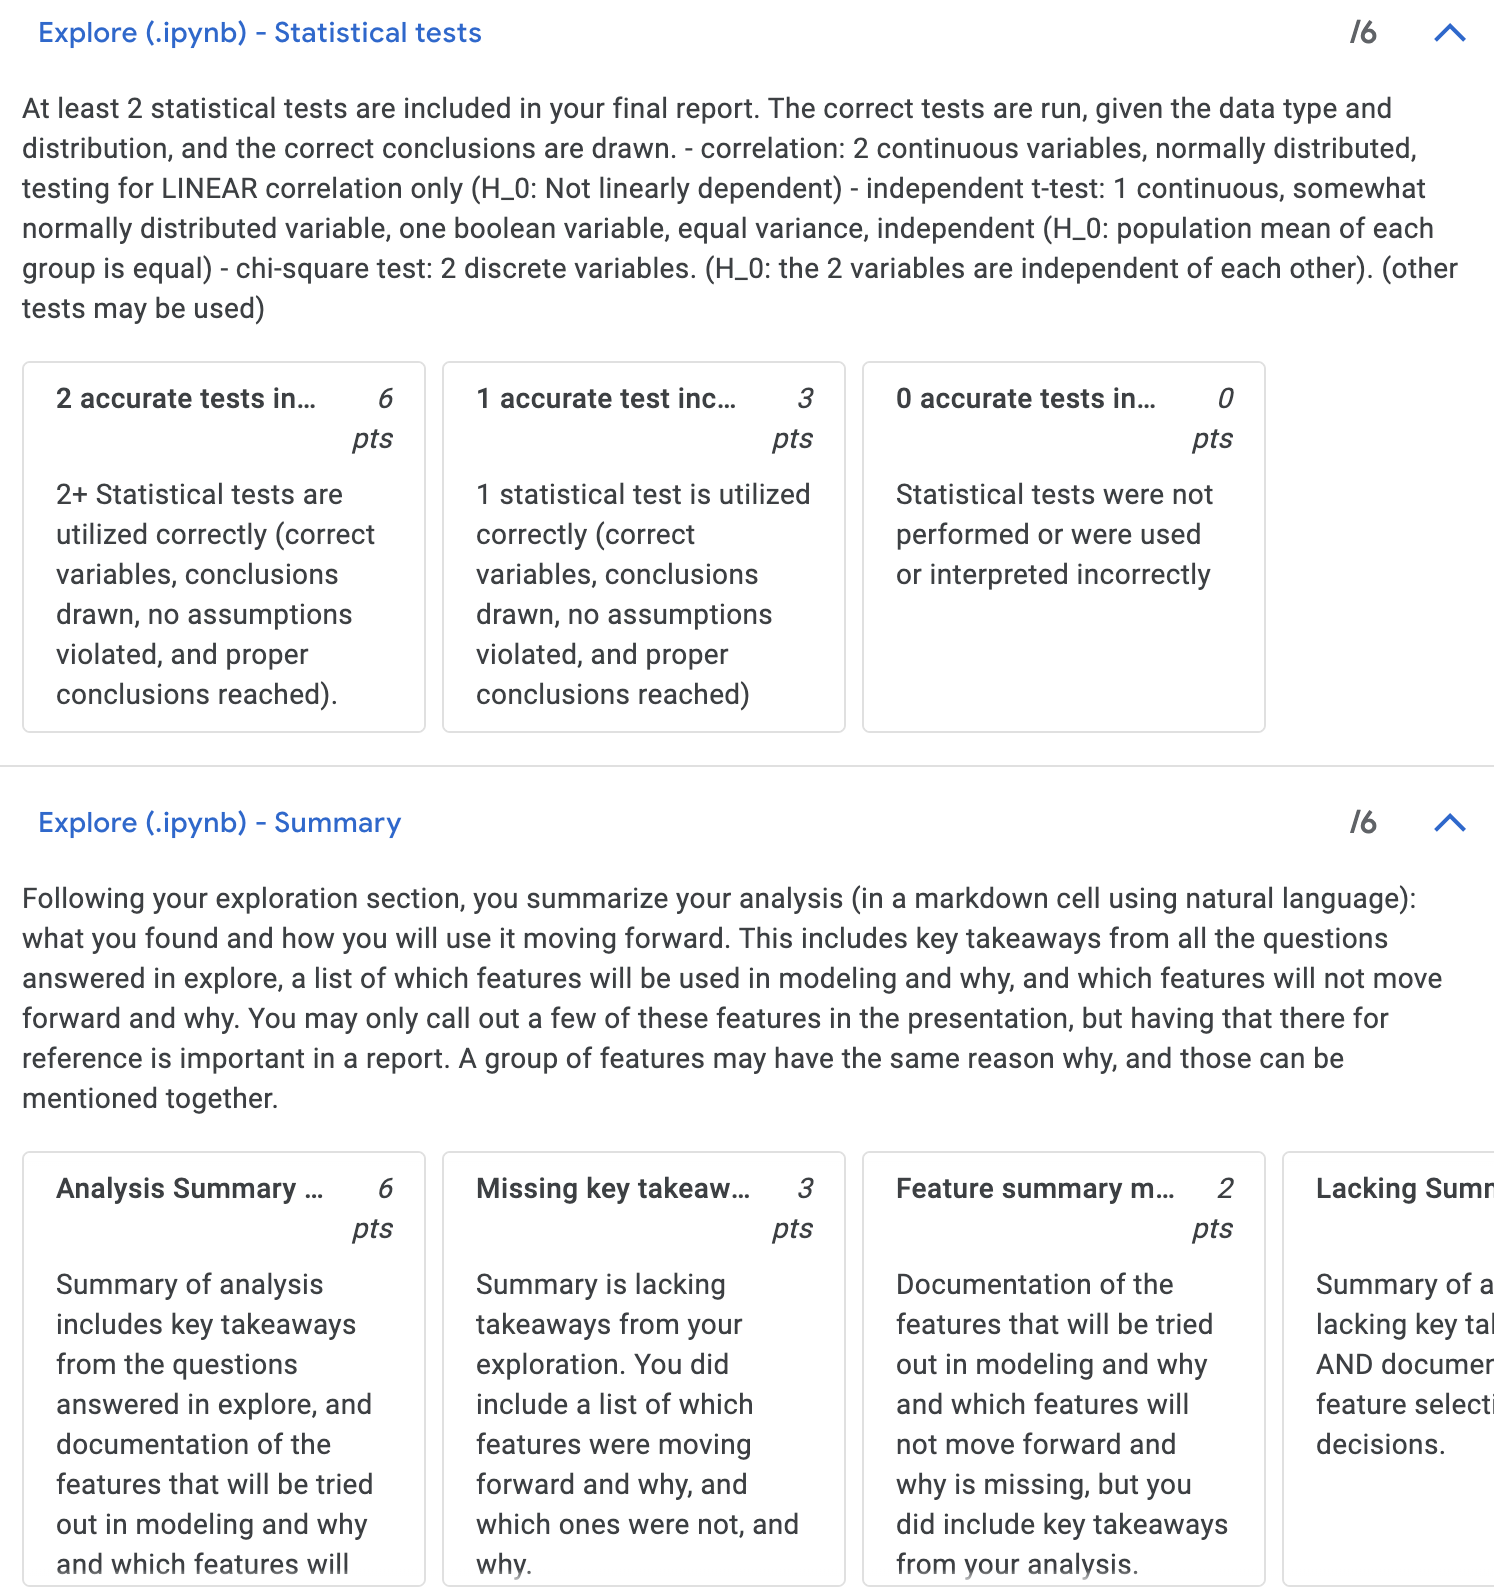 Explore (.ipynb) - Statistical tests /6
At least 2 statistical tests are included in your final report. The correct tests are run, given the data type and
distribution, and the correct conclusions are drawn. - correlation: 2 continuous variables, normally distributed,
testing for LINEAR correlation only (H_0: Not linearly dependent) - independent t-test: 1 continuous, somewhat
normally distributed variable, one boolean variable, equal variance, independent (H_0: population mean of each
group is equal) - chi-square test: 2 discrete variables. (H_0: the 2 variables are independent of each other). (other
tests may be used)
2 accurate tests in... 6
pts
2+ Statistical tests are
utilized correctly (correct
variables, conclusions
drawn, no assumptions
violated, and proper
conclusions reached).
1 accurate test inc... 3
pts
1 statistical test is utilized
correctly (correct
variables, conclusions
drawn, no assumptions
violated, and proper
conclusions reached)
0 accurate tests in... 0
pts
Statistical tests were not
performed or were used
or interpreted incorrectly
Explore (.ipynb) - Summary /6
Following your exploration section, you summarize your analysis (in a markdown cell using natural language):
what you found and how you will use it moving forward. This includes key takeaways from all the questions
answered in explore, a list of which features will be used in modeling and why, and which features will not move
forward and why. You may only call out a few of these features in the presentation, but having that there for
reference is important in a report. A group of features may have the same reason why, and those can be
mentioned together.
Analysis Summary ... 6
pts
Summary of analysis
includes key takeaways
from the questions
answered in explore, and
documentation of the
features that will be tried
out in modeling and why
and which features will
Missing key takeaw... 3
pts
Summary is lacking
takeaways from your
exploration. You did
include a list of which
features were moving
forward and why, and
which ones were not, and
why.
Feature summary m... 2
pts
Documentation of the
features that will be tried
out in modeling and why
and which features will
not move forward and
why is missing, but you
did include key takeaways
from your analysis.
Lacking Sum
Summary of a
lacking key ta
AND documen
feature select
decisions.